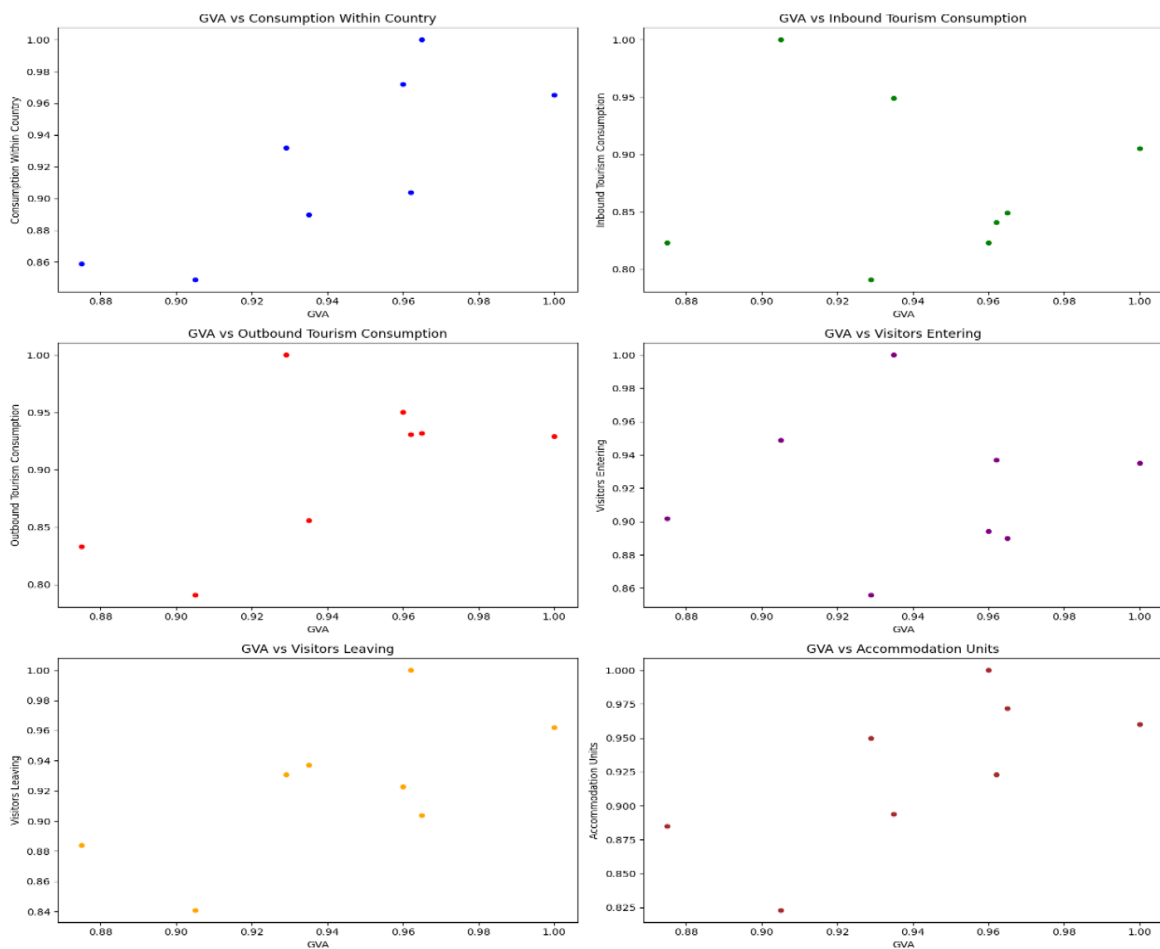 GVA vs Consumption Within Country
Consumption Within Country
1.00
0.98
0.96
0.94
0.92
0.90
0.88
0.86
0.88 0.90 0.92 0.94 0.96 0.98 1.00
GVA
GVA vs Inbound Tourism Consumption
Inbound Tourism Consumption
1.00
0.95
0.90
0.85
0.80
0.88 0.90 0.92 0.94 0.96 0.98 1.00
GVA
GVA vs Outbound Tourism Consumption
Outbound Tourism Consumption
1.00
0.95
0.90
0.85
0.80
0.88 0.90 0.92 0.94 0.96 0.98 1.00
GVA
GVA vs Visitors Entering
Visitors Entering
1.00
0.98
0.96
0.94
0.92
0.90
0.88
0.86
0.88 0.90 0.92 0.94 0.96 0.98 1.00
GVA
GVA vs Visitors Leaving
Visitors Leaving
1.00
0.98
0.96
0.94
0.92
0.90
0.88
0.86
0.84
0.88 0.90 0.92 0.94 0.96 0.98 1.00
GVA
GVA vs Accommodation Units
Accommodation Units
1.000
0.975
0.950
0.925
0.900
0.875
0.850
0.825
0.88 0.90 0.92 0.94 0.96 0.98 1.00
GVA